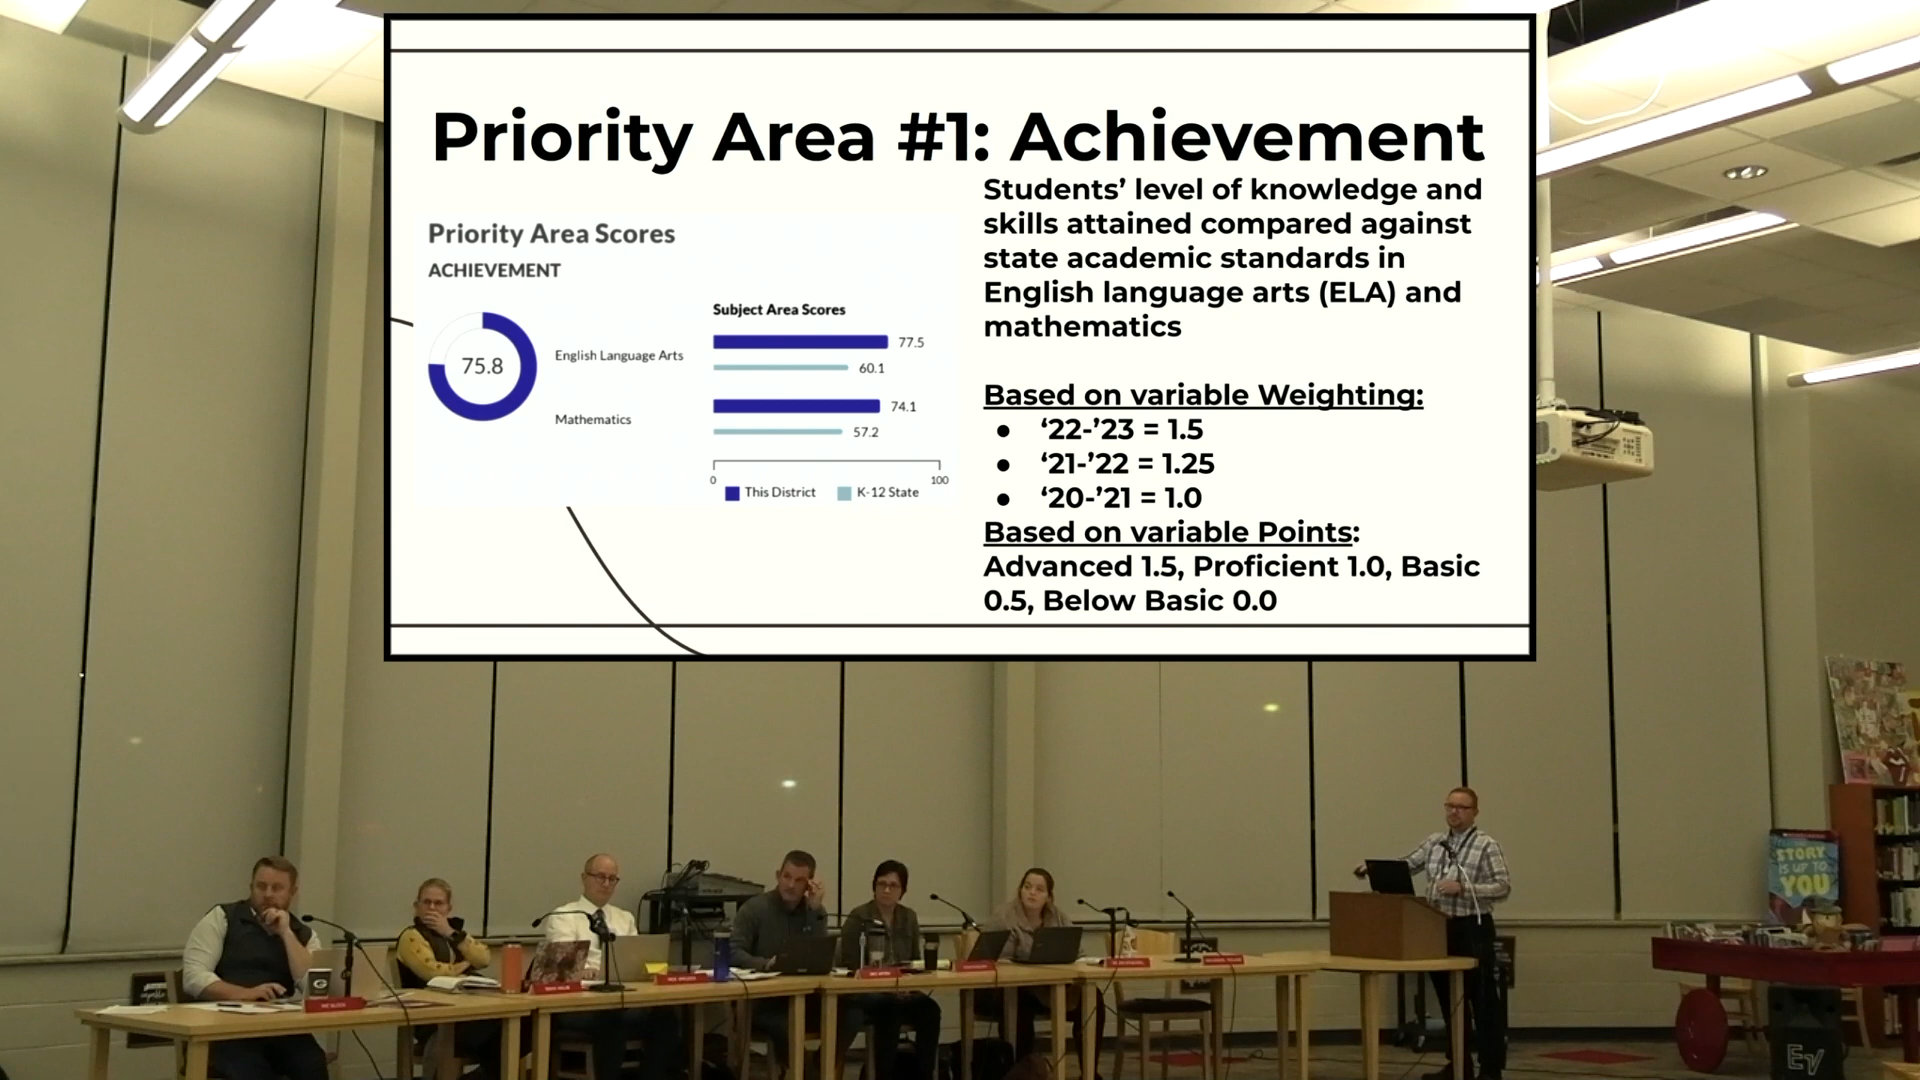 Priority Area #1: Achievement
Priority Area Scores
ACHIEVEMENT
75.8
Subject Area Scores
English Language Arts
77.5
60.1
Mathematics
74.1
57.2
0
100
This District
K-12 State
Students’ level of knowledge and
skills attained compared against
state academic standards in
English language arts (ELA) and
mathematics
Based on variable Weighting:
● ‘22-’23 = 1.5
● ‘21-’22 = 1.25
● ‘20-’21 = 1.0
Based on variable Points:
Advanced 1.5, Proficient 1.0, Basic
0.5, Below Basic 0.0
STORY
IS UP TO
YOU
G
EV